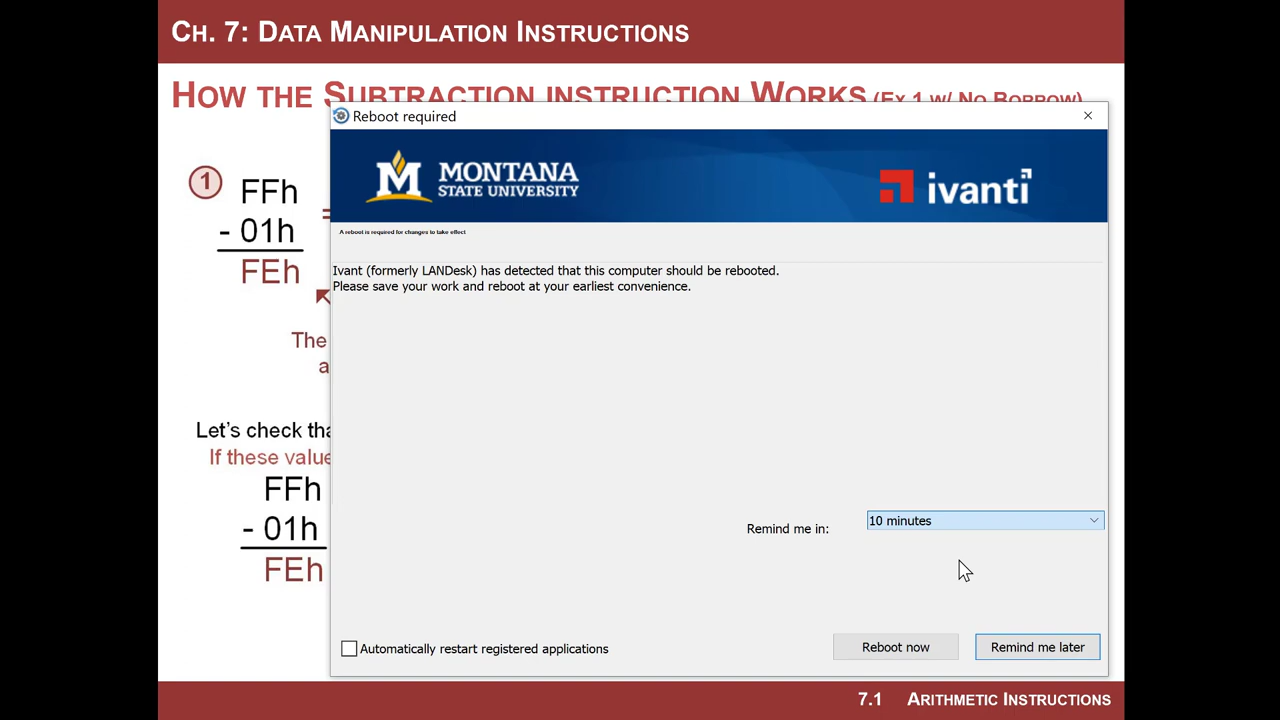 CH. 7: DATA MANIPULATION INSTRUCTIONS
HOW THE SUBTRACTION INSTRUCTION WORKS (EX 1 W/ NO BORROW)
Reboot required
1
FFh
- 01h
FEh
=
MONTANA
STATE UNIVERSITY
ivanti
A reboot is required for changes to take effect
Ivant (formerly LANDesk) has detected that this computer should be rebooted.
Please save your work and reboot at your earliest convenience.
The
a
Let's check tha
If these value
FFh
- 01h
FEh
Remind me in:
10 minutes
Automatically restart registered applications
Reboot now
Remind me later
7.1 ARITHMETIC INSTRUCTIONS